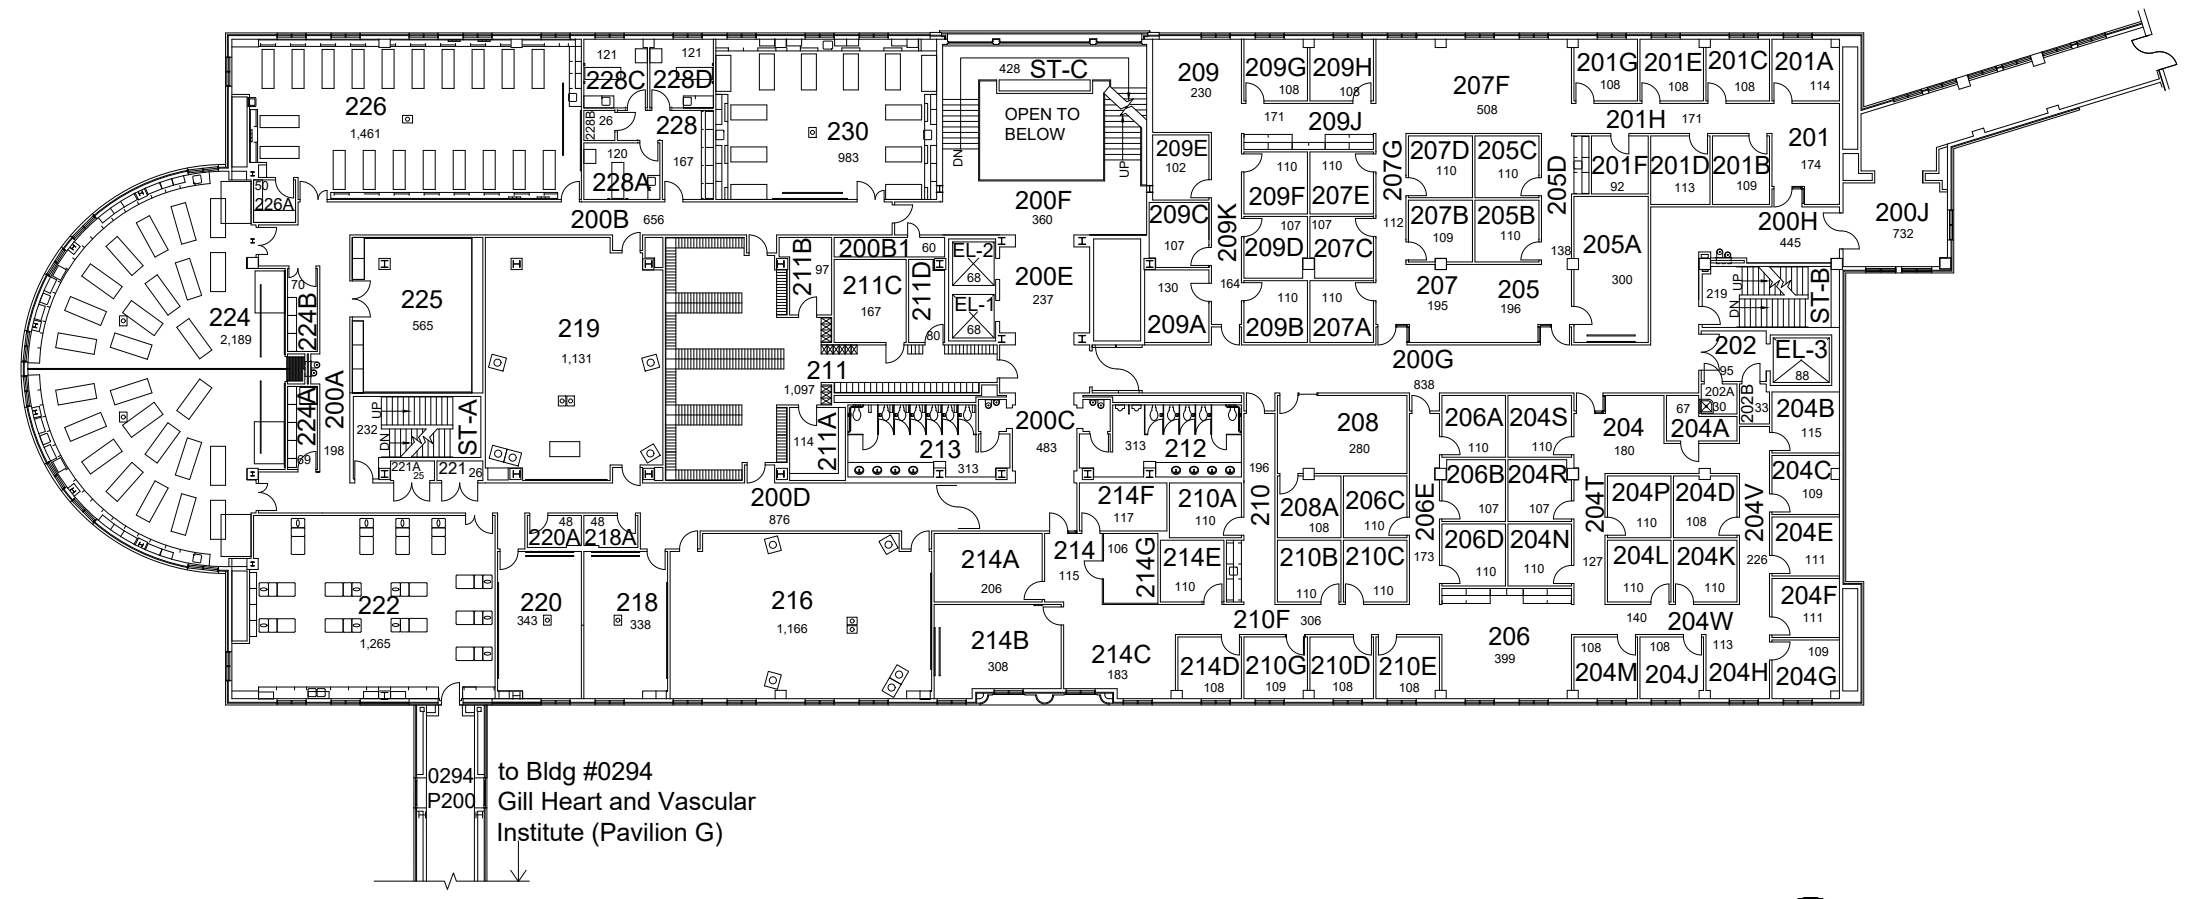 226
1,461
121
228C
121
228D
228B
26
228
167
120
228A
230
983
428
ST-C
OPEN TO
BELOW
DN
UP
209
230
209G
108
209H
108
171
209J
207F
508
201G
108
201E
108
201C
108
201A
114
201H
171
201
174
50
226A
200B
656
200F
360
209E
102
110
209F
110
207E
207G
112
207D
110
205C
110
205D
138
201F
92
201D
113
201B
109
209C
107
209K
164
107
209D
107
207C
207B
109
205B
110
205A
300
200H
445
200J
732
224
2,189
70
224B
225
565
219
1,131
211B
97
200B1
60
211C
167
211D
80
EL-2
68
EL-1
68
200E
237
130
209A
110
209B
110
207A
207
195
205
196
219
UP
DN
ST-B
211
1,097
200G
838
202
95
EL-3
88
200A
198
224A
69
232
UP
DN
ST-A
221A
25
221
26
114
211A
213
313
200C
483
313
212
196
210
208
280
206A
110
204S
110
204
180
67
204A
202A
30
202B
33
204B
115
206B
107
204R
107
204C
109
200D
876
214F
117
210A
110
208A
108
206C
110
206E
173
204T
127
204P
110
204D
108
204V
226
48
220A
48
218A
214A
206
214
115
106
214G
214E
110
210B
110
210C
110
206D
110
204N
110
204L
110
204K
110
204E
111
222
1,265
220
343
218
338
216
1,166
214B
308
214C
183
210F
306
206
399
140
204W
113
204F
111
214D
108
210G
109
210D
108
210E
108
108
204M
108
204J
204H
109
204G
0294
P200
to Bldg #0294
Gill Heart and Vascular
Institute (Pavilion G)